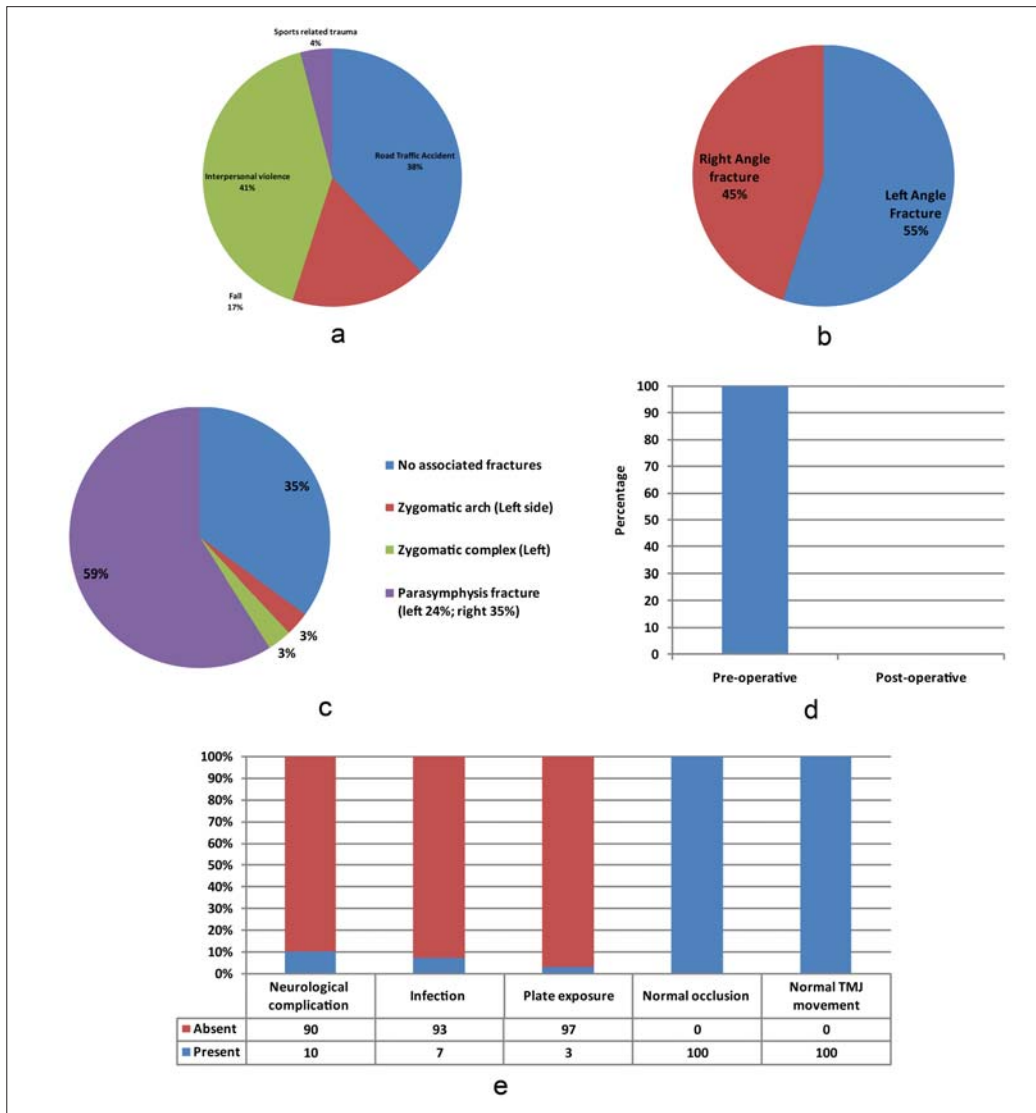 Sports related trauma
4%
Road Traffic Accident
38%
Interpersonal violence
41%
Fall
17%
a
Right Angle
fracture
45%
Left Angle
Fracture
55%
b
35%
3%
3%
59%
No associated fractures
Zygomatic arch (Left side)
Zygomatic complex (Left)
Parasymphysis fracture
(left 24%; right 35%)
c
Percentage
100
90
80
70
60
50
40
30
20
10
0
Pre-operative Post-operative
d
100%
90%
80%
70%
60%
50%
40%
30%
20%
10%
0%
Neurological complication Infection Plate exposure Normal occlusion Normal TMJ movement
Absent 90 93 97 0 0
Present 10 7 3 100 100
e